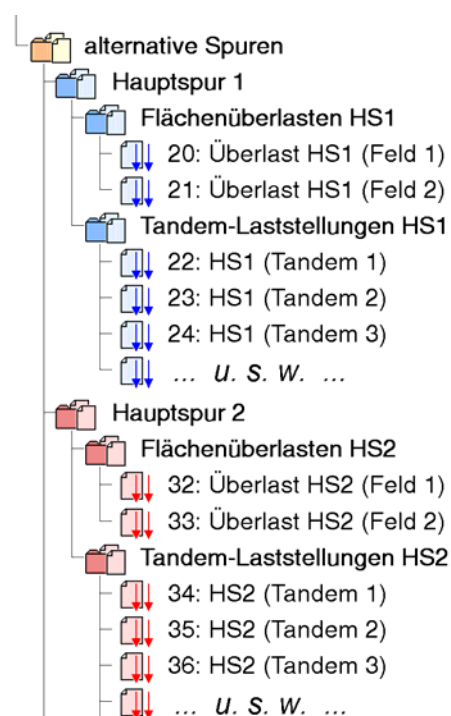 alternative Spuren
Hauptspur 1
Flächenüberlasten HS1
20: Überlast HS1 (Feld 1)
21: Überlast HS1 (Feld 2)
Tandem-Laststellungen HS1
22: HS1 (Tandem 1)
23: HS1 (Tandem 2)
24: HS1 (Tandem 3)
... u. s. w. ...
Hauptspur 2
Flächenüberlasten HS2
32: Überlast HS2 (Feld 1)
33: Überlast HS2 (Feld 2)
Tandem-Laststellungen HS2
34: HS2 (Tandem 1)
35: HS2 (Tandem 2)
36: HS2 (Tandem 3)
... u. s. w. ...